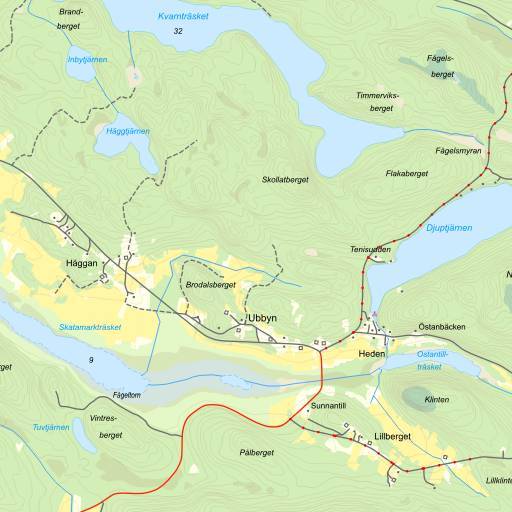 Brand-
berget
Kvarnträsket
32
Inbytjärnen
Fågels-
berget
Timmerviks-
berget
Häggtjärnen
Fågelsmyran
Skollatberget
Flakaberget
Djuptjärnen
Tenisudden
Häggan
Brodalsberget
Skatamarkträsket
Ubbyn
Östanbäcken
Heden
Östantill-
träsket
9
Fågeltorn
Klinten
Sunnantill
Vintres-
berget
Tuvtjärnen
Lillberget
Pålberget